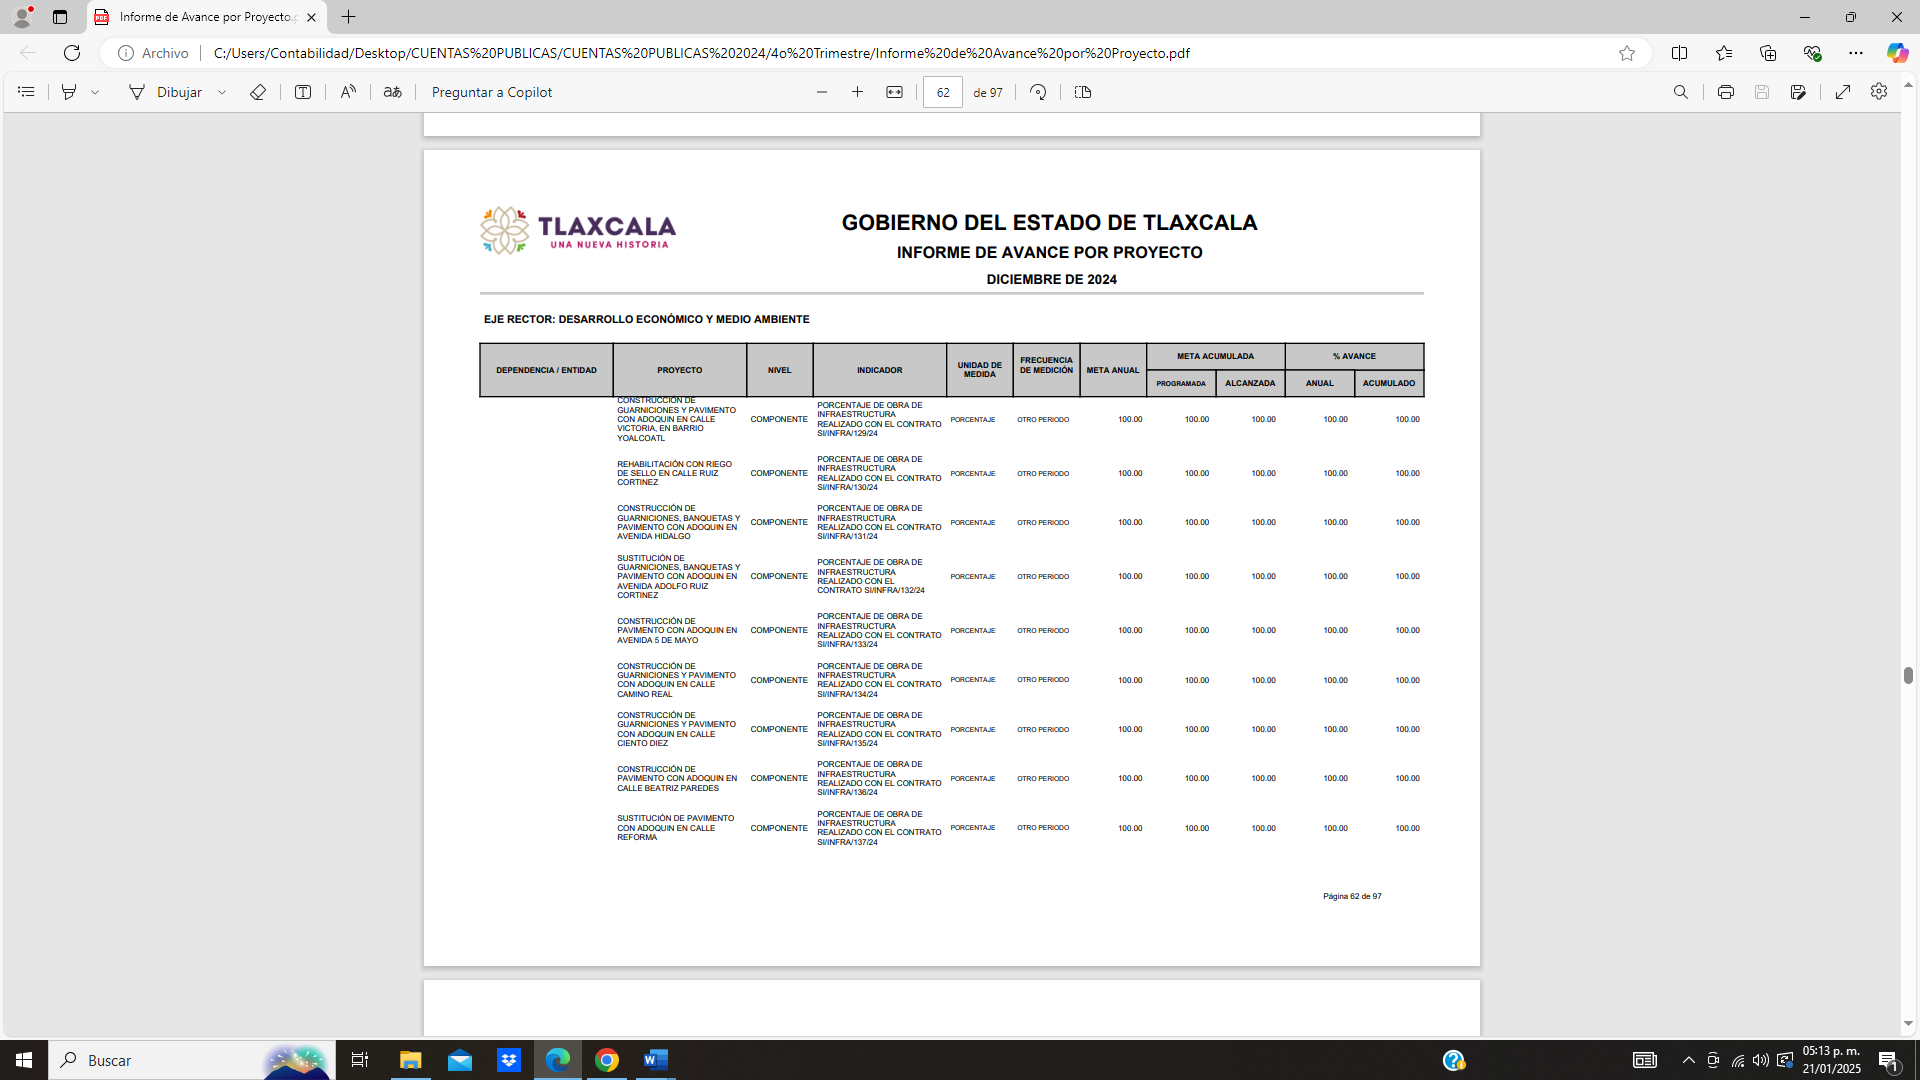 Informe de Avance por Proyecto.p
Archivo
C:/Users/Contabilidad/Desktop/CUENTAS%20PUBLICAS/CUENTAS%20PUBLICAS%202024/4o%20Trimestre/Informe%20de%20Avance%20por%20Proyecto.pdf
Dibujar
Preguntar a Copilot
62 de 97
TLAXCALA
UNA NUEVA HISTORIA
GOBIERNO DEL ESTADO DE TLAXCALA
INFORME DE AVANCE POR PROYECTO
DICIEMBRE DE 2024
EJE RECTOR: DESARROLLO ECONÓMICO Y MEDIO AMBIENTE
DEPENDENCIA / ENTIDAD
PROYECTO
NIVEL
INDICADOR
UNIDAD DE
MEDIDA
FRECUENCIA
DE MEDICIÓN
META ANUAL
META ACUMULADA
PROGRAMADA
ALCANZADA
% AVANCE
ANUAL
ACUMULADO
CONSTRUCCIÓN DE
GUARNICIONES Y PAVIMENTO
CON ADOQUIN EN CALLE
VICTORIA, EN BARRIO
YOALCOATL
COMPONENTE
PORCENTAJE DE OBRA DE
INFRAESTRUCTURA
REALIZADO CON EL CONTRATO
SI/INFRA/129/24
PORCENTAJE
OTRO PERIODO
100.00 100.00 100.00 100.00 100.00
REHABILITACIÓN CON RIEGO
DE SELLO EN CALLE RUIZ
CORTINEZ
COMPONENTE
PORCENTAJE DE OBRA DE
INFRAESTRUCTURA
REALIZADO CON EL CONTRATO
SI/INFRA/130/24
PORCENTAJE
OTRO PERIODO
100.00 100.00 100.00 100.00 100.00
CONSTRUCCIÓN DE
GUARNICIONES, BANQUETAS Y
PAVIMENTO CON ADOQUIN EN
AVENIDA HIDALGO
COMPONENTE
PORCENTAJE DE OBRA DE
INFRAESTRUCTURA
REALIZADO CON EL CONTRATO
SI/INFRA/131/24
PORCENTAJE
OTRO PERIODO
100.00 100.00 100.00 100.00 100.00
SUSTITUCIÓN DE
GUARNICIONES, BANQUETAS Y
PAVIMENTO CON ADOQUIN EN
AVENIDA ADOLFO RUIZ
CORTINEZ
COMPONENTE
PORCENTAJE DE OBRA DE
INFRAESTRUCTURA
REALIZADO CON EL
CONTRATO SI/INFRA/132/24
PORCENTAJE
OTRO PERIODO
100.00 100.00 100.00 100.00 100.00
CONSTRUCCIÓN DE
PAVIMENTO CON ADOQUIN EN
AVENIDA 5 DE MAYO
COMPONENTE
PORCENTAJE DE OBRA DE
INFRAESTRUCTURA
REALIZADO CON EL CONTRATO
SI/INFRA/133/24
PORCENTAJE
OTRO PERIODO
100.00 100.00 100.00 100.00 100.00
CONSTRUCCIÓN DE
GUARNICIONES Y PAVIMENTO
CON ADOQUIN EN CALLE
CAMINO REAL
COMPONENTE
PORCENTAJE DE OBRA DE
INFRAESTRUCTURA
REALIZADO CON EL CONTRATO
SI/INFRA/134/24
PORCENTAJE
OTRO PERIODO
100.00 100.00 100.00 100.00 100.00
CONSTRUCCIÓN DE
GUARNICIONES Y PAVIMENTO
CON ADOQUIN EN CALLE
CIENTO DIEZ
COMPONENTE
PORCENTAJE DE OBRA DE
INFRAESTRUCTURA
REALIZADO CON EL CONTRATO
SI/INFRA/135/24
PORCENTAJE
OTRO PERIODO
100.00 100.00 100.00 100.00 100.00
CONSTRUCCIÓN DE
PAVIMENTO CON ADOQUIN EN
CALLE BEATRIZ PAREDES
COMPONENTE
PORCENTAJE DE OBRA DE
INFRAESTRUCTURA
REALIZADO CON EL CONTRATO
SI/INFRA/136/24
PORCENTAJE
OTRO PERIODO
100.00 100.00 100.00 100.00 100.00
SUSTITUCIÓN DE PAVIMENTO
CON ADOQUIN EN CALLE
REFORMA
COMPONENTE
PORCENTAJE DE OBRA DE
INFRAESTRUCTURA
REALIZADO CON EL CONTRATO
SI/INFRA/137/24
PORCENTAJE
OTRO PERIODO
100.00 100.00 100.00 100.00 100.00
Página 62 de 97
Buscar
05:13 p. m.
21/01/2025
1